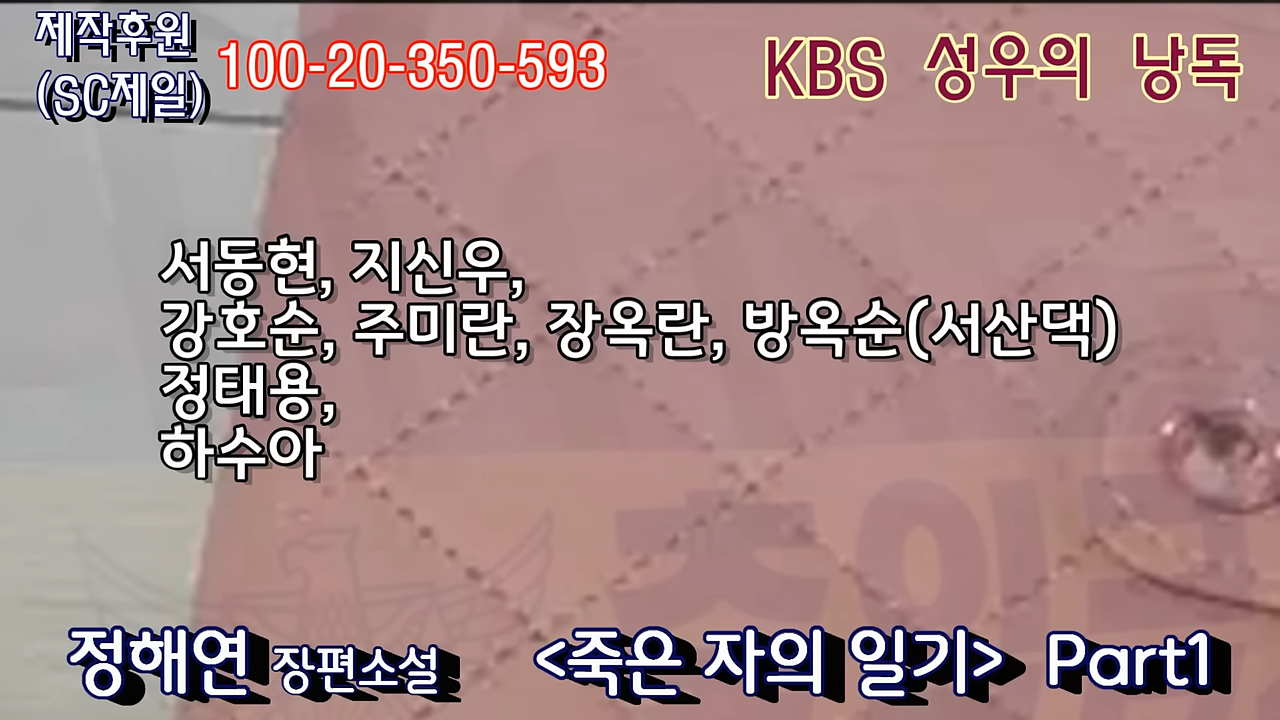 제작후원
(SC제일)
100-20-350-593
KBS 성우의 낭독
서동현, 지신우,
강호순, 주미란, 장옥란, 방옥순(서산댁)
정태용,
하수아
정해연 장편소설 <죽은 자의 일기> Part1